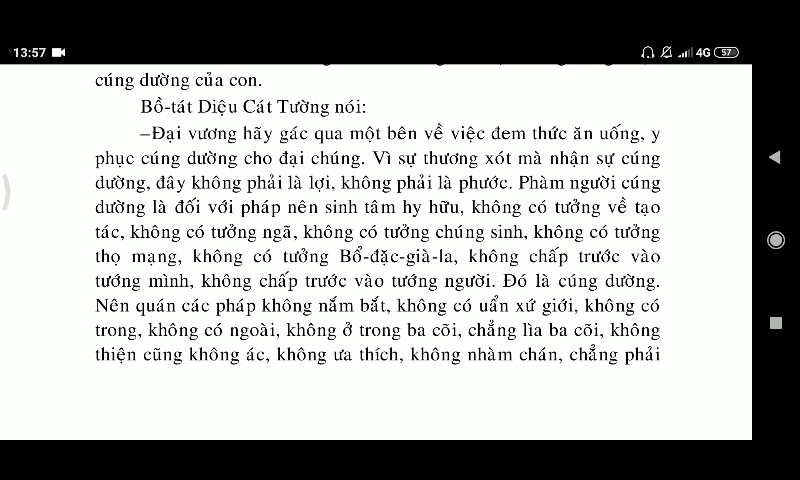 13:57
4G 57
cúng dường của con.
Bồ-tát Diệu Cát Tường nói:
–Đại vương hãy gác qua một bên về việc đem thức ăn uống, y
phục cúng dường cho đại chúng. Vì sự thương xót mà nhận sự cúng
dường, đây không phải là lợi, không phải là phước. Phàm người cúng
dường là đối với pháp nên sinh tâm hy hữu, không có tưởng về tạo
tác, không có tưởng ngã, không có tưởng chúng sinh, không có tưởng
thọ mạng, không có tưởng Bổ-đặc-già-la, không chấp trước vào
tướng mình, không chấp trước vào tướng người. Đó là cúng dường.
Nên quán các pháp không nắm bắt, không có uẩn xứ giới, không có
trong, không có ngoài, không ở trong ba cõi, chẳng lìa ba cõi, không
thiện cũng không ác, không ưa thích, không nhàm chán, chẳng phải